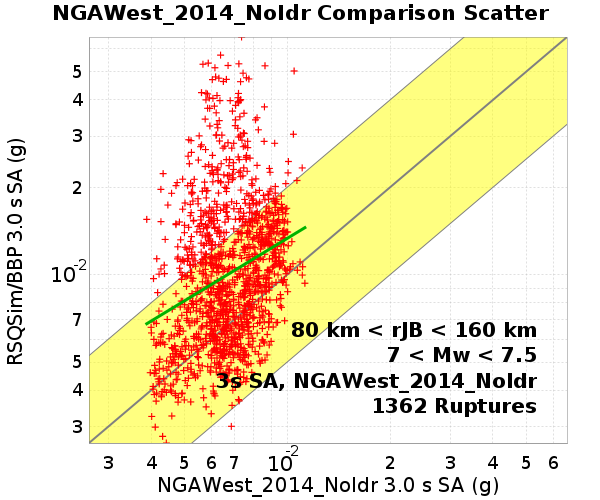 NGAWest_2014_NoIdr Comparison Scatter
RSQSim/BBP 3.0 s SA (g)
5
4
3
2
10⁻²
7
5
4
3
80 km < rJB < 160 km
7 < Mw < 7.5
3s SA, NGAWest_2014_NoIdr
1362 Ruptures
3 4 5 6 7 10⁻² 2 3 4 5 6
NGAWest_2014_NoIdr 3.0 s SA (g)